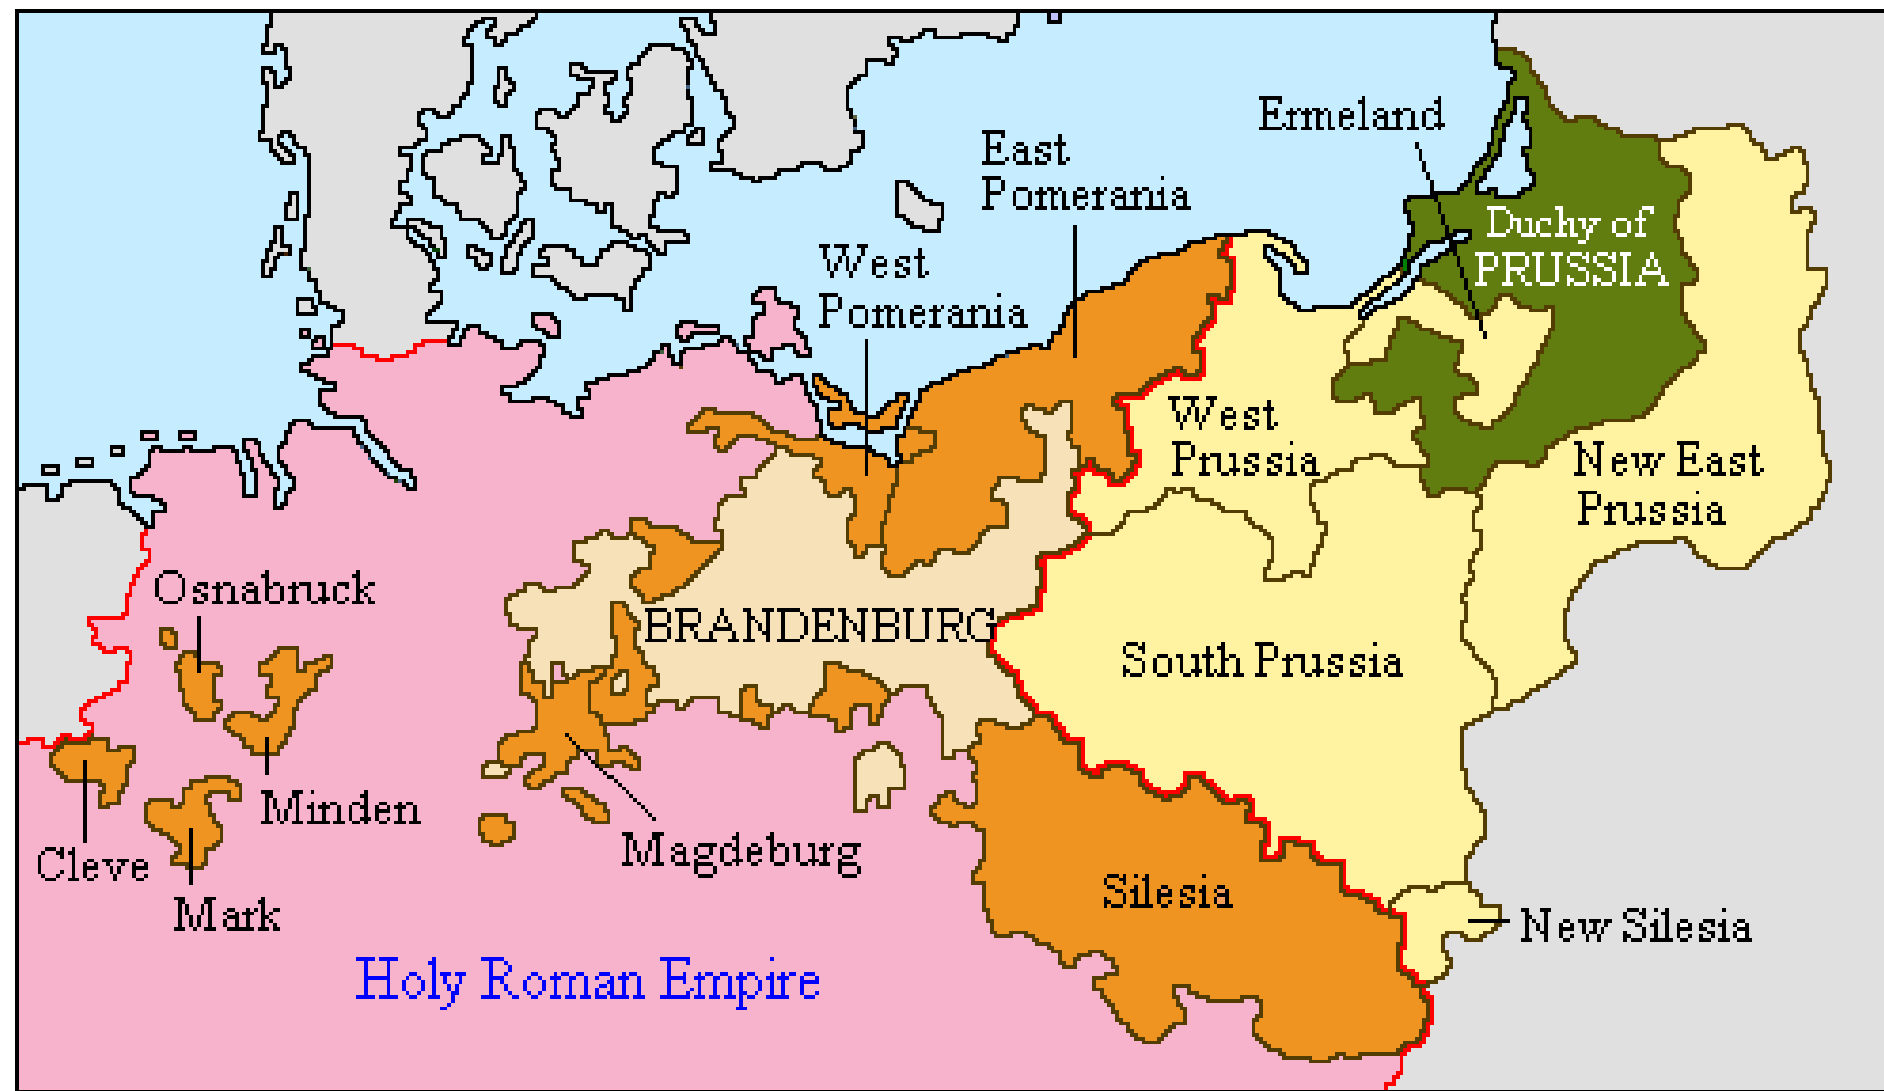 Ermeland
East
Pomerania
Duchy of
PRUSSIA
West
Pomerania
West
Prussia
New East
Prussia
Osnabruck
BRANDENBURG
South Prussia
Minden
Cleve
Magdeburg
Mark
Silesia
New Silesia
Holy Roman Empire